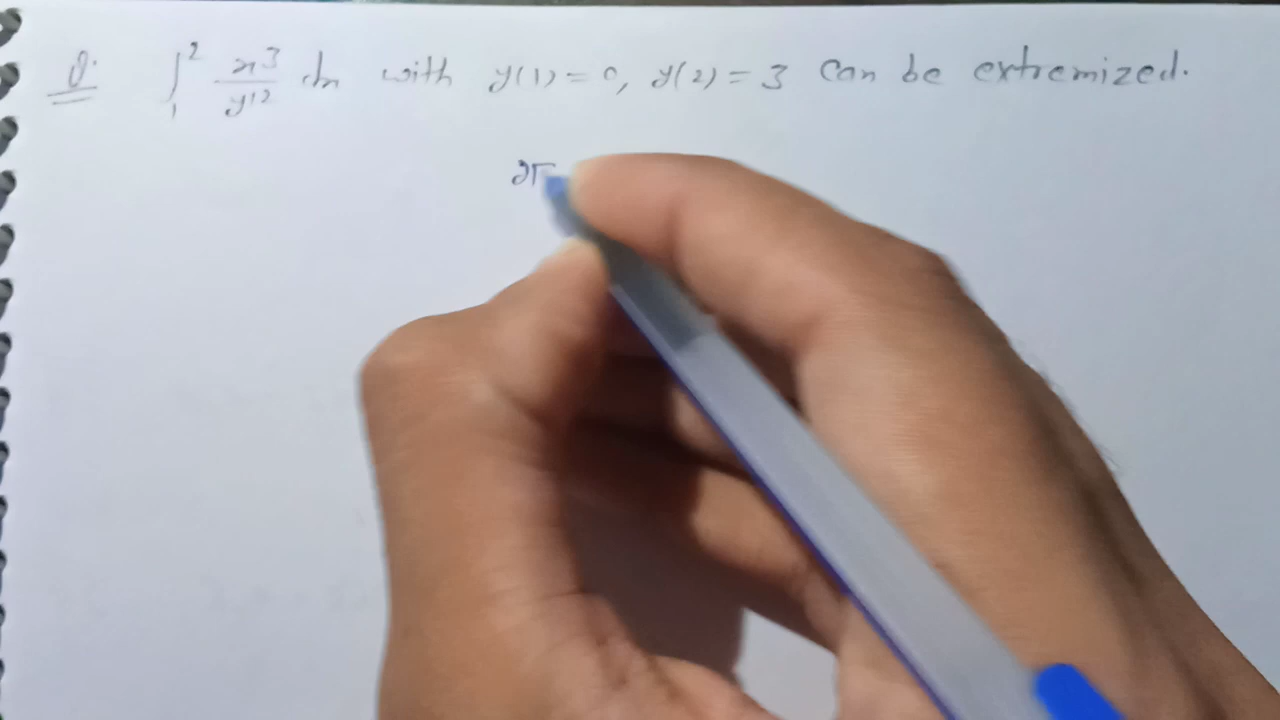 Q. ∫₁² x³/y'² dx with y(1) = 0, y(2) = 3 can be extremized.